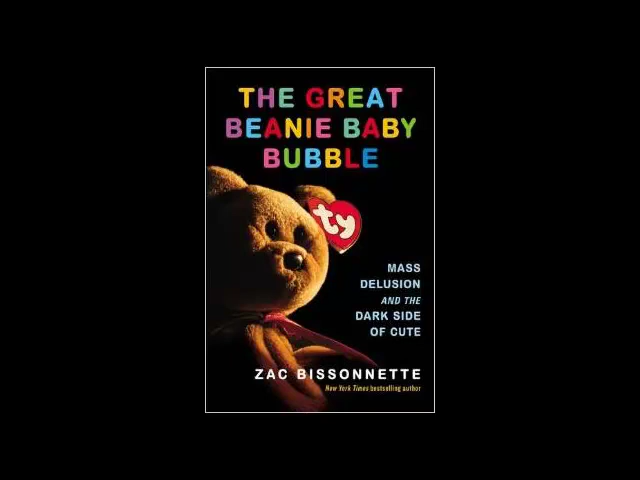 THE GREAT
BEANIE BABY
BUBBLE
ty
MASS
DELUSION
AND THE
DARK SIDE
OF CUTE
ZAC BISSONNETTE
New York Times bestselling author